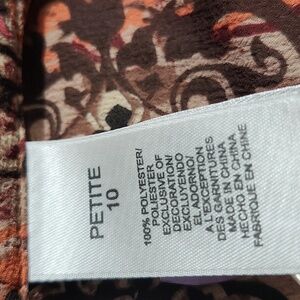 PETITE
10
100% POLYESTER/
POLIESTER
EXCLUSIVE OF
DECORATION/
EXCLUYENDO
EL ADORNO/
A L'EXCEPTION
DES GARNITURES
MADE IN CHINA
HECHO EN CHINA
FABRIQUE EN CHINE